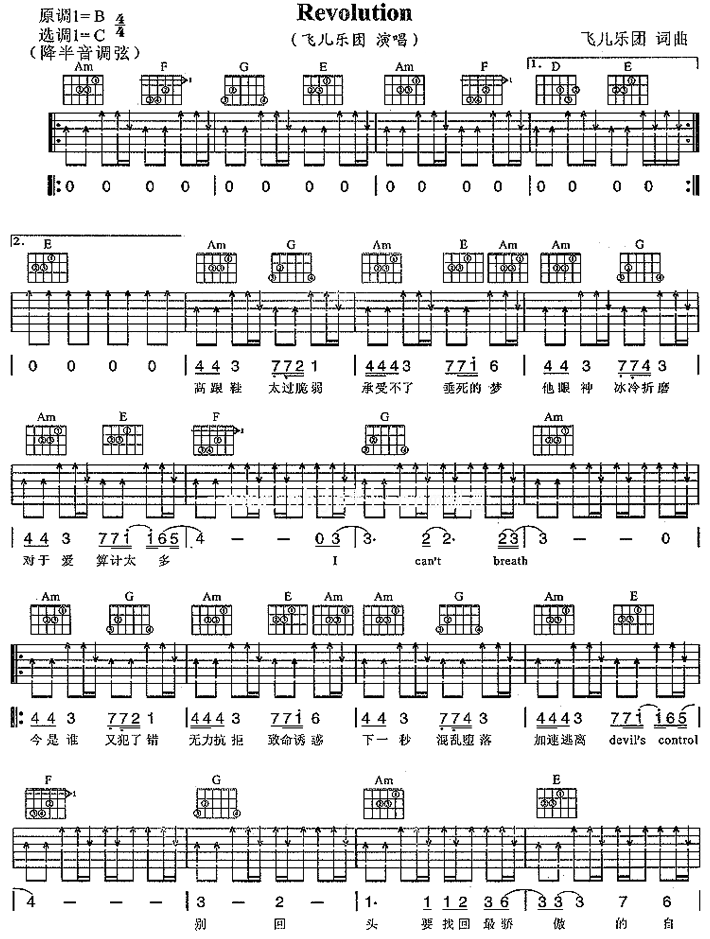 Revolution
原调1=B 4/4
选调1=C
(降半音调弦)
(飞儿乐团 演唱)
飞儿乐团 词曲
Am F G E Am F 1. D E
0 0 0 0 0 0 0 0 0 0 0 0 0 0 0 0
2. E Am G Am E Am Am G
0 0 0 0 4 4 3 7 7 2 1 4 4 4 3 7 7 1 6 4 4 3 7 7 4 3
高跟鞋 太过脆弱 承受不了 垂死的梦 他眼神 冰冷折磨
Am E F G Am
4 4 3 7 7 1 1 6 5 4 - - 0 3 3· 2 2· 2 3 3 - - 0
对于爱 算计太多 I can't breath
Am G Am E Am Am G Am E
4 4 3 7 7 2 1 4 4 4 3 7 7 1 6 4 4 3 7 7 2 3 4 4 4 3 7 7 1 1 6 5
今是谁 又犯了错 无力抗拒 致命诱惑 下一秒 混乱堕落 加速逃离 devil's control
F G Am E
4 - - - 3 - 2 - 1· 1 1 2 3 6 3 3 3 7 6
别 回 头 要找回最骄 傲 的 自